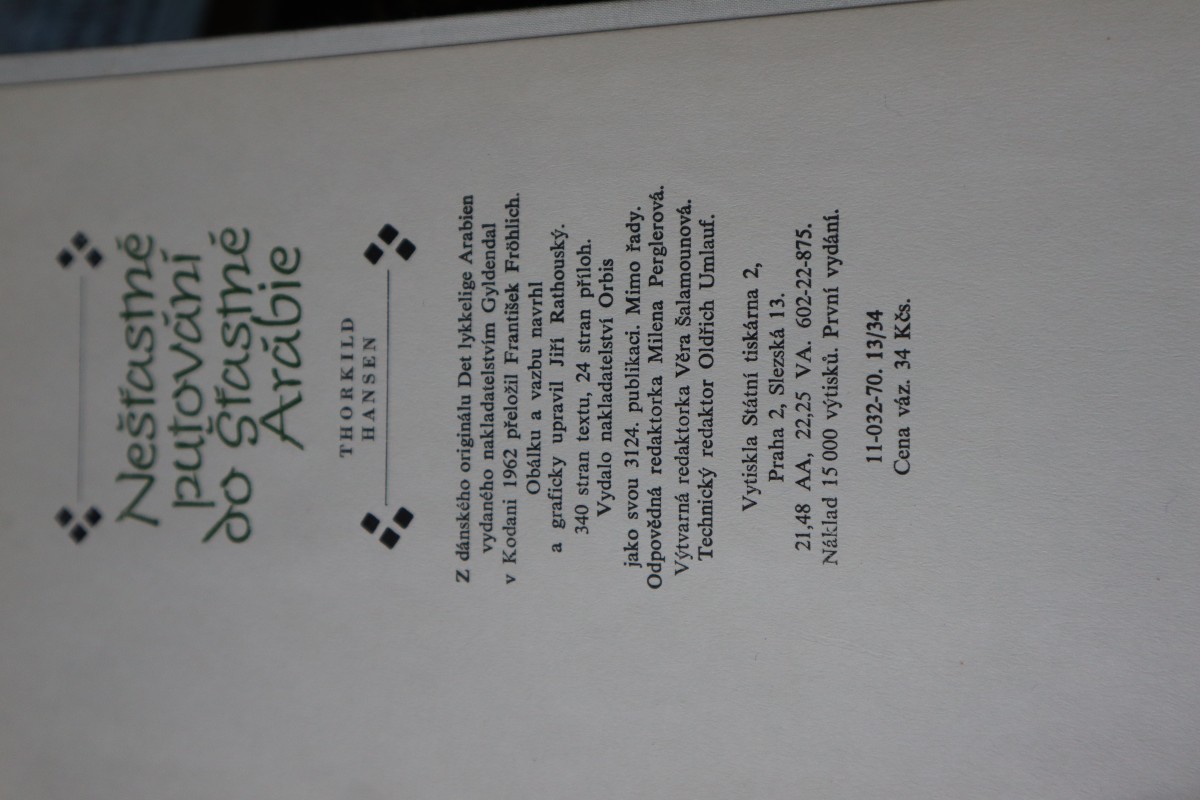 Nešťastné
putování
do Šťastné
Arábie
THORKILD
HANSEN
Z dánského originálu Det lykkelige Arabien
vydaného nakladatelstvím Gyldendal
v Kodani 1962 přeložil František Fröhlich.
Obálku a vazbu navrhl
a graficky upravil Jiří Rathouský.
340 stran textu, 24 stran příloh.
Vydalo nakladatelství Orbis
jako svou 3124. publikaci. Mimo řady.
Odpovědná redaktorka Milena Perglerová.
Výtvarná redaktorka Věra Šalamounová.
Technický redaktor Oldřich Umlauf.
Vytiskla Státní tiskárna 2,
Praha 2, Slezská 13.
21,48 AA, 22,25 VA. 602-22-875.
Náklad 15 000 výtisků. První vydání.
11-032-70. 13/34
Cena váz. 34 Kčs.